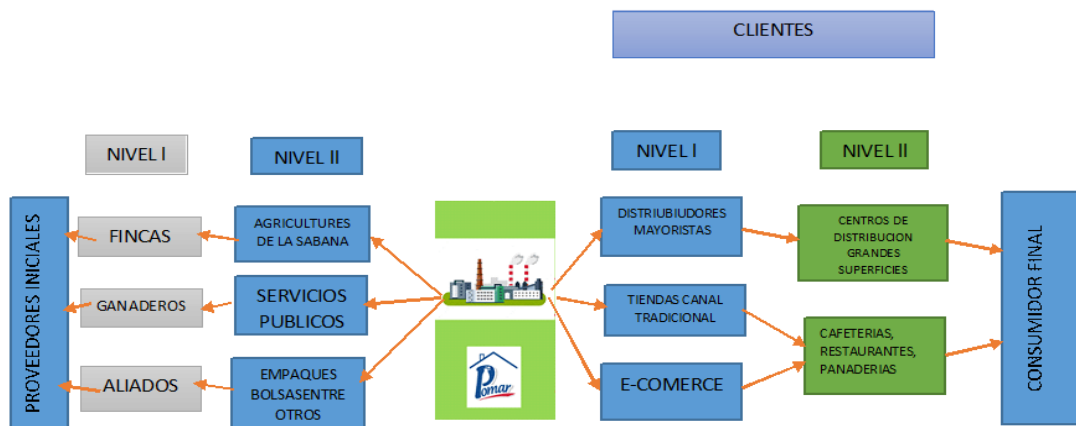 CLIENTES
NIVEL I
NIVEL II
NIVEL I
NIVEL II
PROVEEDORES INICIALES
FINCAS
GANADEROS
ALIADOS
AGRICULTURES
DE LA SABANA
SERVICIOS
PUBLICOS
EMPAQUES
BOLSASENTRE
OTROS
Pomar
DISTRIUBIUDORES
MAYORISTAS
TIENDAS CANAL
TRADICIONAL
E-COMERCE
CENTROS DE
DISTRIBUCION
GRANDES
SUPERFICIES
CAFETERIAS,
RESTAURANTES,
PANADERIAS
CONSUMIDOR FINAL